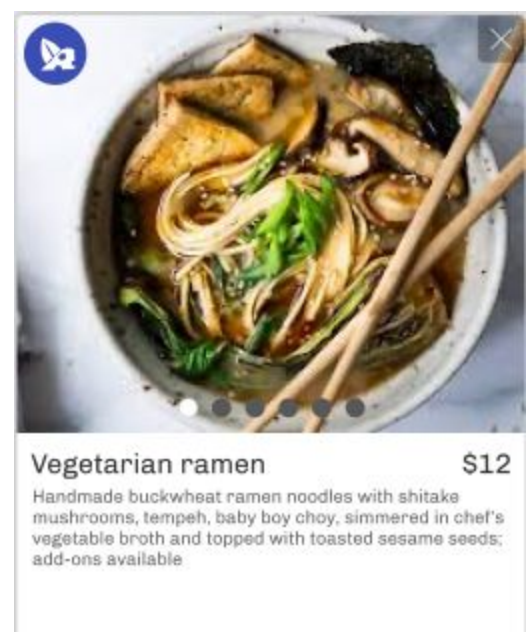 Vegetarian ramen $12
Handmade buckwheat ramen noodles with shitake
mushrooms, tempeh, baby boy choy, simmered in chef's
vegetable broth and topped with toasted sesame seeds;
add-ons available